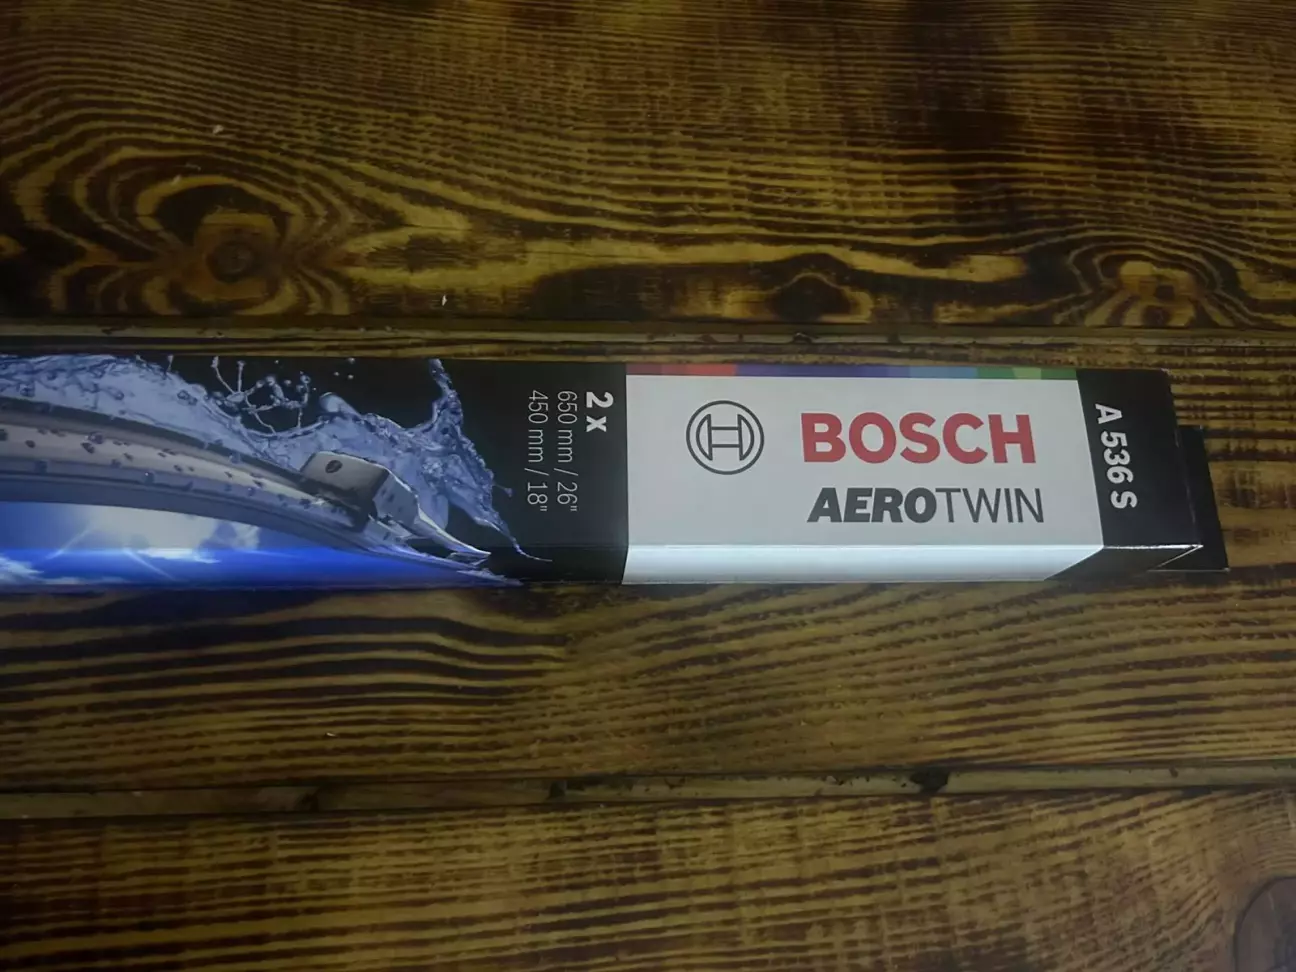 2 x
650 mm / 26"
450 mm / 18"
BOSCH
AEROTWIN
A 536 S